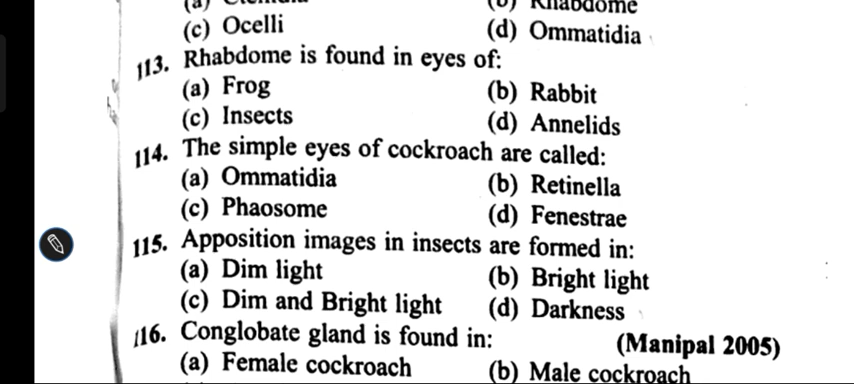 (b) Rhabdome
(c) Ocelli (d) Ommatidia
113. Rhabdome is found in eyes of:
(a) Frog (b) Rabbit
(c) Insects (d) Annelids
114. The simple eyes of cockroach are called:
(a) Ommatidia (b) Retinella
(c) Phaosome (d) Fenestrae
115. Apposition images in insects are formed in:
(a) Dim light (b) Bright light
(c) Dim and Bright light (d) Darkness
116. Conglobate gland is found in: (Manipal 2005)
(a) Female cockroach (b) Male cockroach